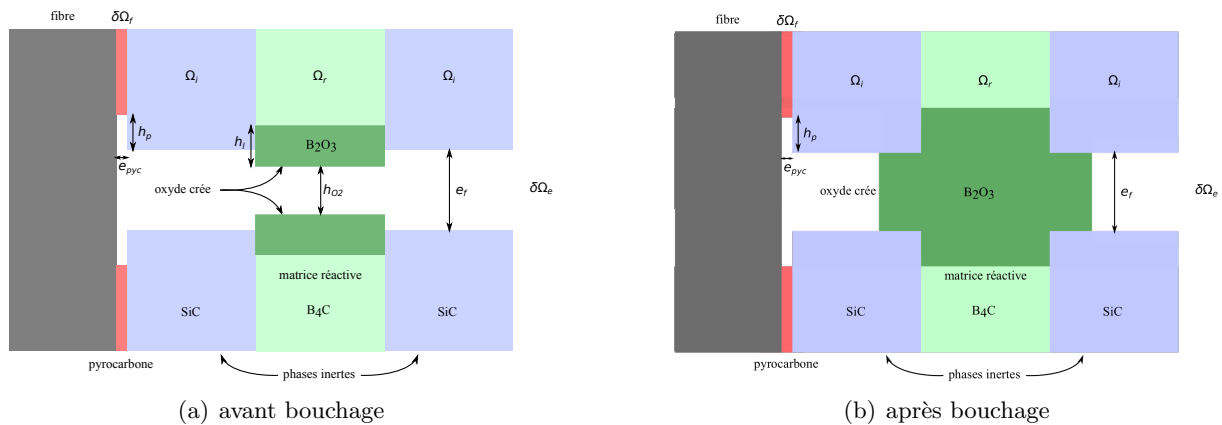 fibre
δΩf
Ωi
Ωr
Ωi
hp
hl
B2O3
epyc
oxyde crée
hO2
ef
δΩe
matrice réactive
SiC
B4C
SiC
pyrocarbone
phases inertes
(a) avant bouchage
fibre
δΩf
Ωi
Ωr
Ωi
hp
epyc
oxyde crée
B2O3
ef
δΩe
matrice réactive
SiC
B4C
SiC
pyrocarbone
phases inertes
(b) après bouchage